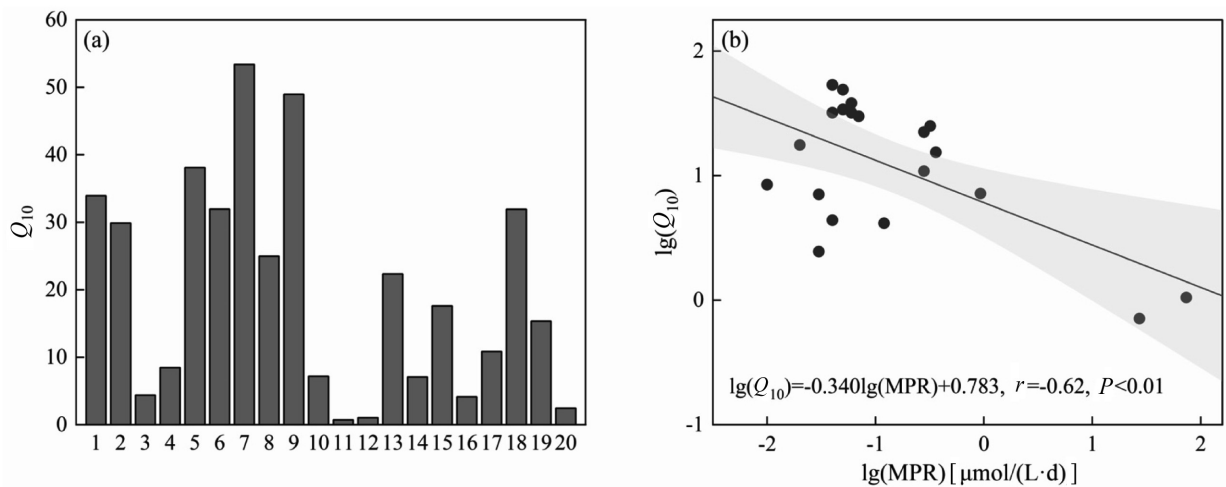 (a)
60
50
40
30
20
10
0
Q10
1 2 3 4 5 6 7 8 9 10 11 12 13 14 15 16 17 18 19 20
(b)
2
1
0
-1
lg(Q10)
lg(Q10)=-0.340lg(MPR)+0.783, r=-0.62, P<0.01
-2 -1 0 1 2
lg(MPR)[μmol/(L·d)]